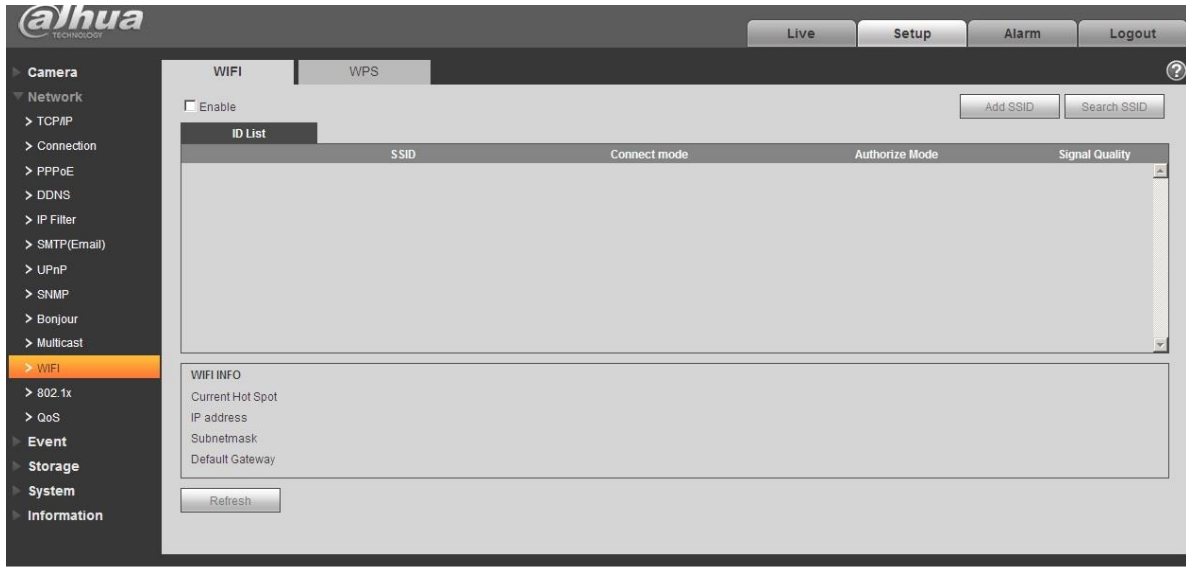 alhua
TECHNOLOGY
Live Setup Alarm Logout
Camera
Network
> TCP/IP
> Connection
> PPPoE
> DDNS
> IP Filter
> SMTP(Email)
> UPnP
> SNMP
> Bonjour
> Multicast
> WIFI
> 802.1x
> QoS
Event
Storage
System
Information
WIFI WPS
?
Enable Add SSID Search SSID
ID List
SSID Connect mode Authorize Mode Signal Quality
WIFI INFO
Current Hot Spot
IP address
Subnetmask
Default Gateway
Refresh